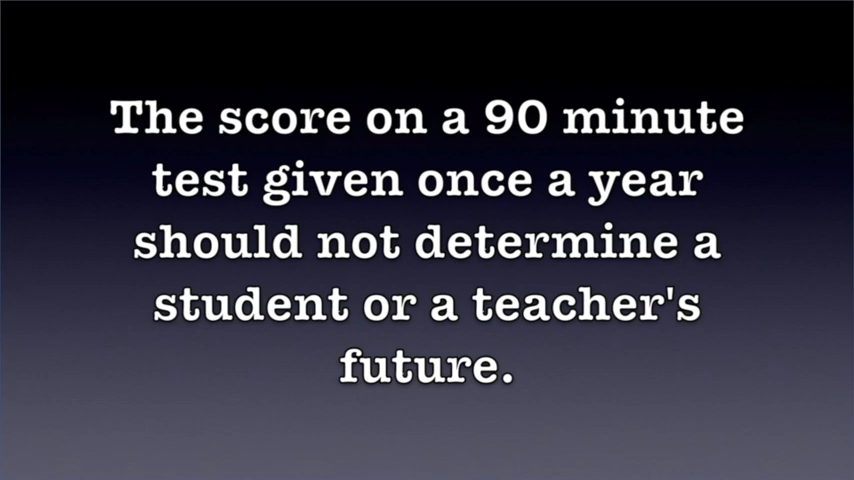 The score on a 90 minute
test given once a year
should not determine a
student or a teacher's
future.